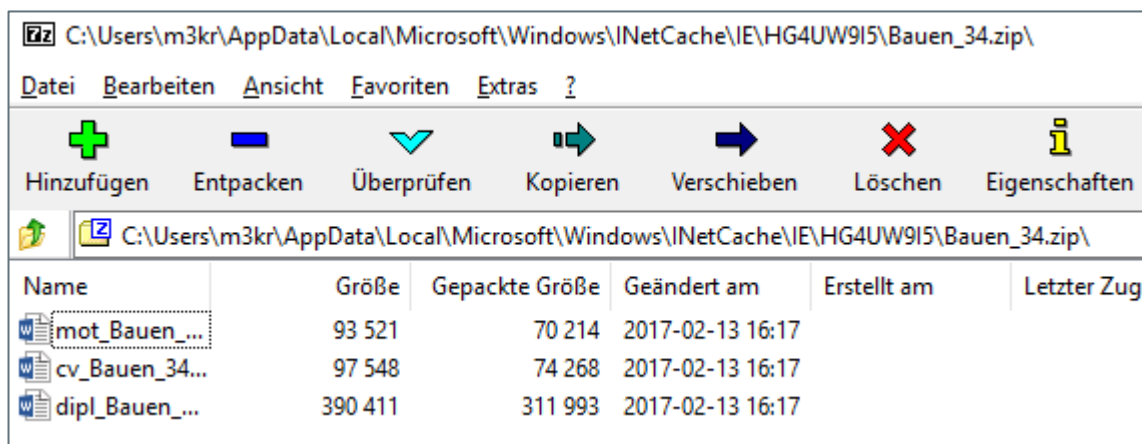 C:\Users\m3kr\AppData\Local\Microsoft\Windows\INetCache\IE\HG4UW9I5\Bauen_34.zip\
Datei Bearbeiten Ansicht Favoriten Extras ?
Hinzufügen Entpacken Überprüfen Kopieren Verschieben Löschen Eigenschaften
C:\Users\m3kr\AppData\Local\Microsoft\Windows\INetCache\IE\HG4UW9I5\Bauen_34.zip\
Name Größe Gepackte Größe Geändert am Erstellt am Letzter Zug
mot_Bauen_... 93 521 70 214 2017-02-13 16:17
cv_Bauen_34... 97 548 74 268 2017-02-13 16:17
dipl_Bauen_... 390 411 311 993 2017-02-13 16:17